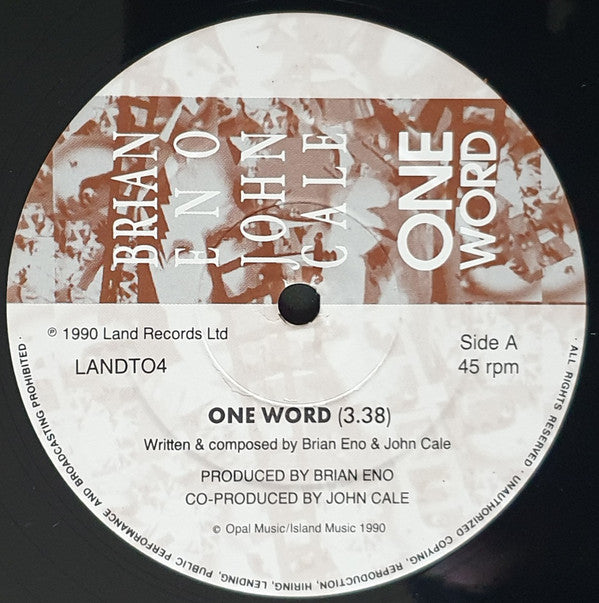 BRIAN
ENO
JOHN
CALE
ONE
WORD
℗ 1990 Land Records Ltd
LANDTO4
Side A
45 rpm
ONE WORD (3.38)
Written & composed by Brian Eno & John Cale
PRODUCED BY BRIAN ENO
CO-PRODUCED BY JOHN CALE
© Opal Music/Island Music 1990
· ALL RIGHTS RESERVED · UNAUTHORIZED COPYING, REPRODUCTION, HIRING, LENDING, PUBLIC PERFORMANCE AND BROADCASTING PROHIBITED ·